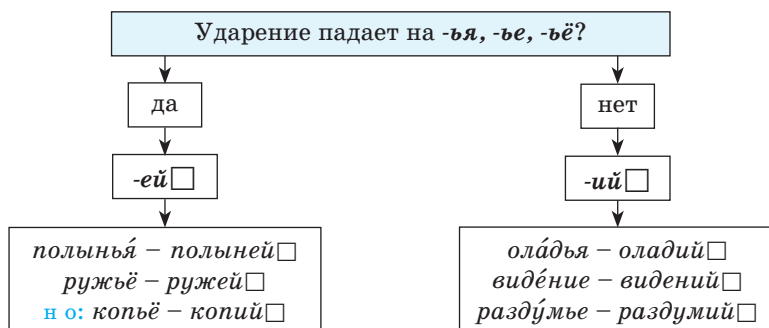 Ударение падает на -ья, -ье, -ьё?
да
нет
-ей□
-ий□
полынья́ – полыней□
ружьё – ружей□
но: копьё – копий□
ола́дья – оладий□
виде́ние – видений□
разду́мье – раздумий□